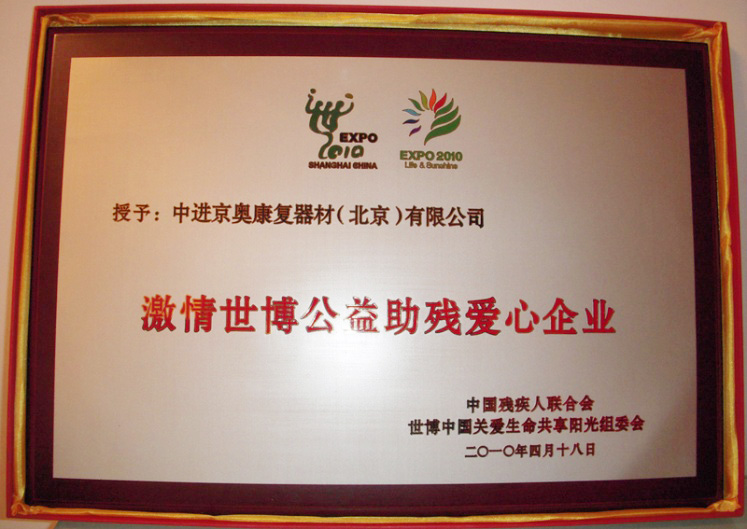 EXPO
2010
SHANGHAI CHINA
EXPO 2010
Life & Sunshine
授予：中进京奥康复器材（北京）有限公司
激情世博公益助残爱心企业
中国残疾人联合会
世博中国关爱生命共享阳光组委会
二〇一〇年四月十八日